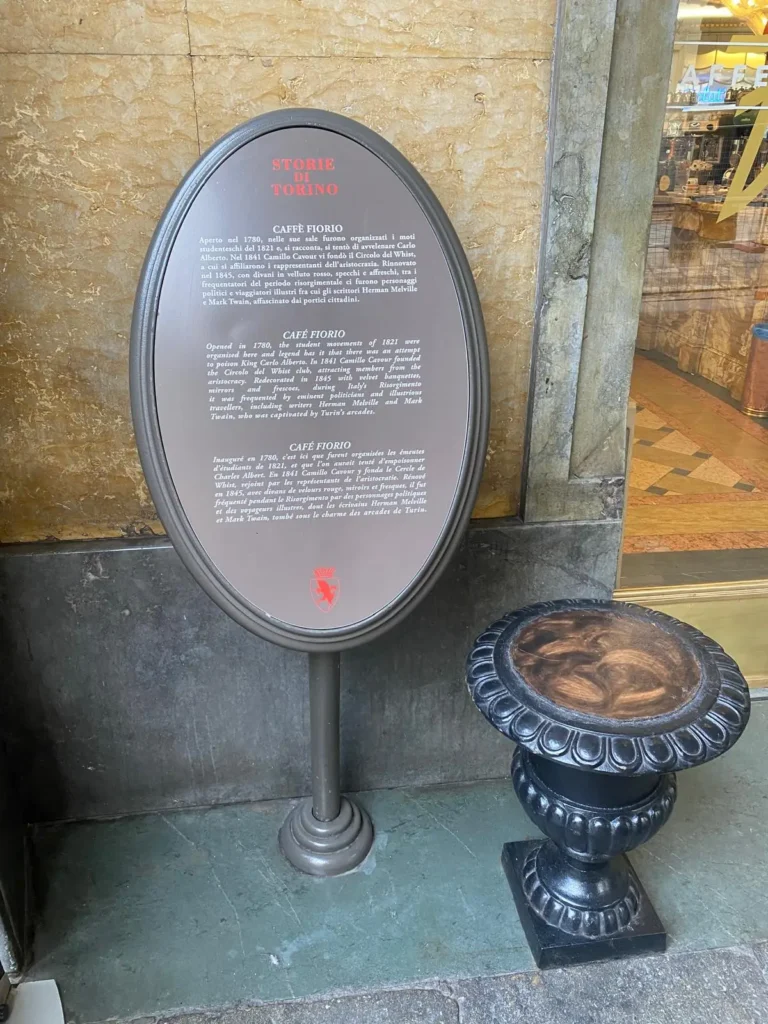 STORIE
DI
TORINO
CAFFÈ FIORIO
Aperto nel 1780, nelle sue sale furono organizzati i moti
studenteschi del 1821 e, si racconta, si tentò di avvelenare Carlo
Alberto. Nel 1841 Camillo Cavour vi fondò il Circolo del Whist,
a cui si affiliarono i rappresentanti dell'aristocrazia. Rinnovato
nel 1845, con divani in velluto rosso, specchi e affreschi, tra i
frequentatori del periodo risorgimentale ci furono personaggi
politici e viaggiatori illustri fra cui gli scrittori Herman Melville
e Mark Twain, affascinato dai portici cittadini.
CAFÉ FIORIO
Opened in 1780, the student movements of 1821 were
organised here and legend has it that there was an attempt
to poison King Carlo Alberto. In 1841 Camillo Cavour founded
the Circolo del Whist club, attracting members from the
aristocracy. Redecorated in 1845 with velvet banquettes,
mirrors and frescoes, during Italy's Risorgimento
it was frequented by eminent politicians and illustrious
travellers, including writers Herman Melville and Mark
Twain, who was captivated by Turin's arcades.
CAFÉ FIORIO
Inauguré en 1780, c'est ici que furent organisées les émeutes
d'étudiants de 1821, et que l'on aurait tenté d'empoisonner
Charles Albert. En 1841 Camillo Cavour y fonda le Cercle de
Whist, rejoint par les représentants de l'aristocratie. Rénové
en 1845, avec divans de velours rouge, miroirs et fresques, il fut
fréquenté pendant le Risorgimento par des personnages politiques
et des voyageurs illustres, dont les écrivains Herman Melville
et Mark Twain, tombé sous le charme des arcades de Turin.